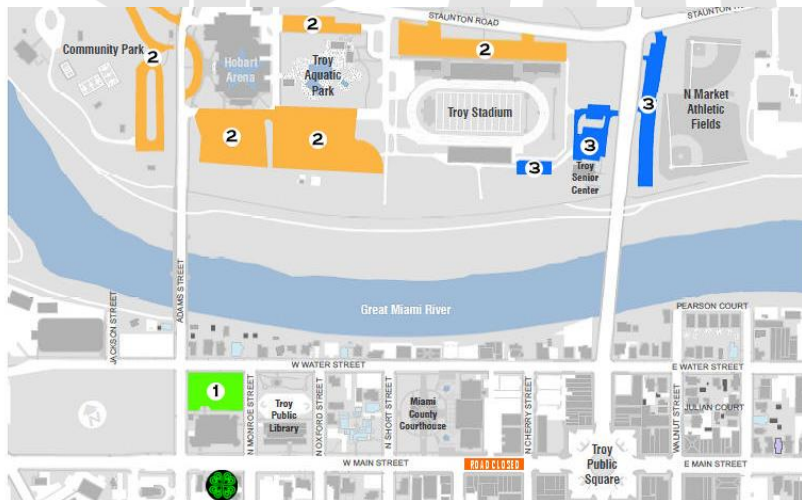 STAUNTON ROAD
STAUNTON
Community Park
2
2
2
Hobart
Arena
Troy
Aquatic
Park
Troy Stadium
3
N Market
Athletic
Fields
2
2
3
3
Troy
Senior
Center
ADAMS STREET
JACKSON STREET
Great Miami River
PEARSON COURT
W WATER STREET
E WATER STREET
1
N MONROE STREET
Troy
Public
Library
N OXFORD STREET
N SHORT STREET
Miami
County
Courthouse
N CHERRY STREET
WALNUT STREET
JULIAN COURT
W MAIN STREET
ROAD CLOSED
Troy
Public
Square
E MAIN STREET